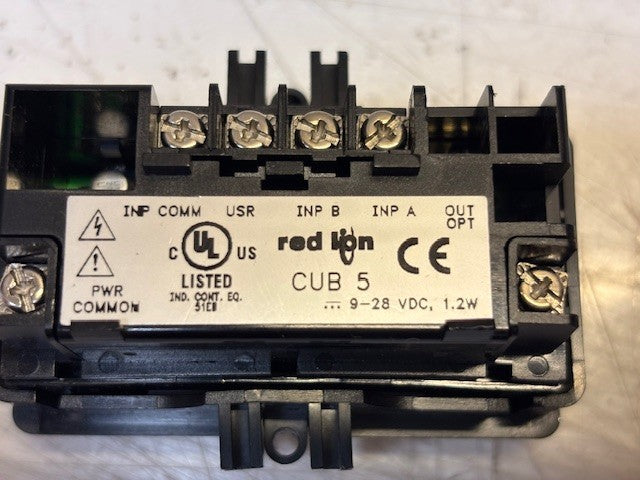 INP COMM USR INP B INP A OUT
OPT
C UL US red lion CE
LISTED
IND. CONT. EQ.
51EB
CUB 5
PWR
COMMON
9-28 VDC, 1.2W